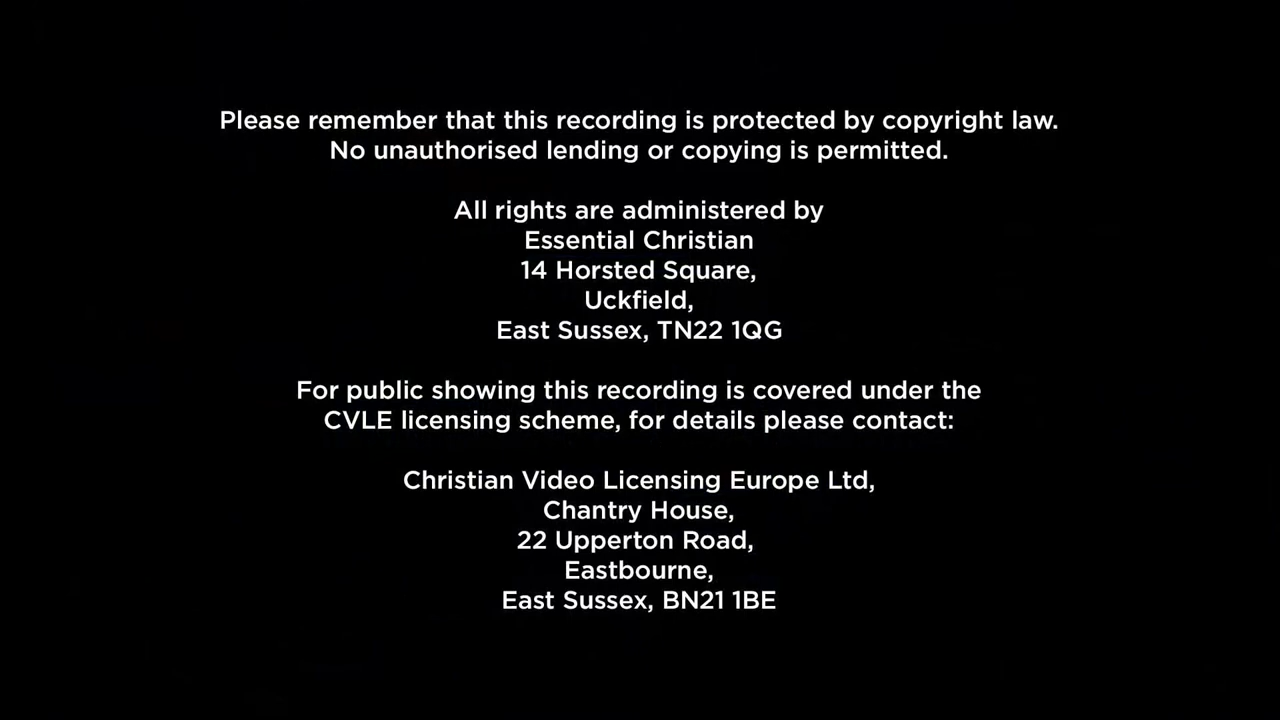 Please remember that this recording is protected by copyright law.
No unauthorised lending or copying is permitted.
All rights are administered by
Essential Christian
14 Horsted Square,
Uckfield,
East Sussex, TN22 1QG
For public showing this recording is covered under the
CVLE licensing scheme, for details please contact:
Christian Video Licensing Europe Ltd,
Chantry House,
22 Upperton Road,
Eastbourne,
East Sussex, BN21 1BE